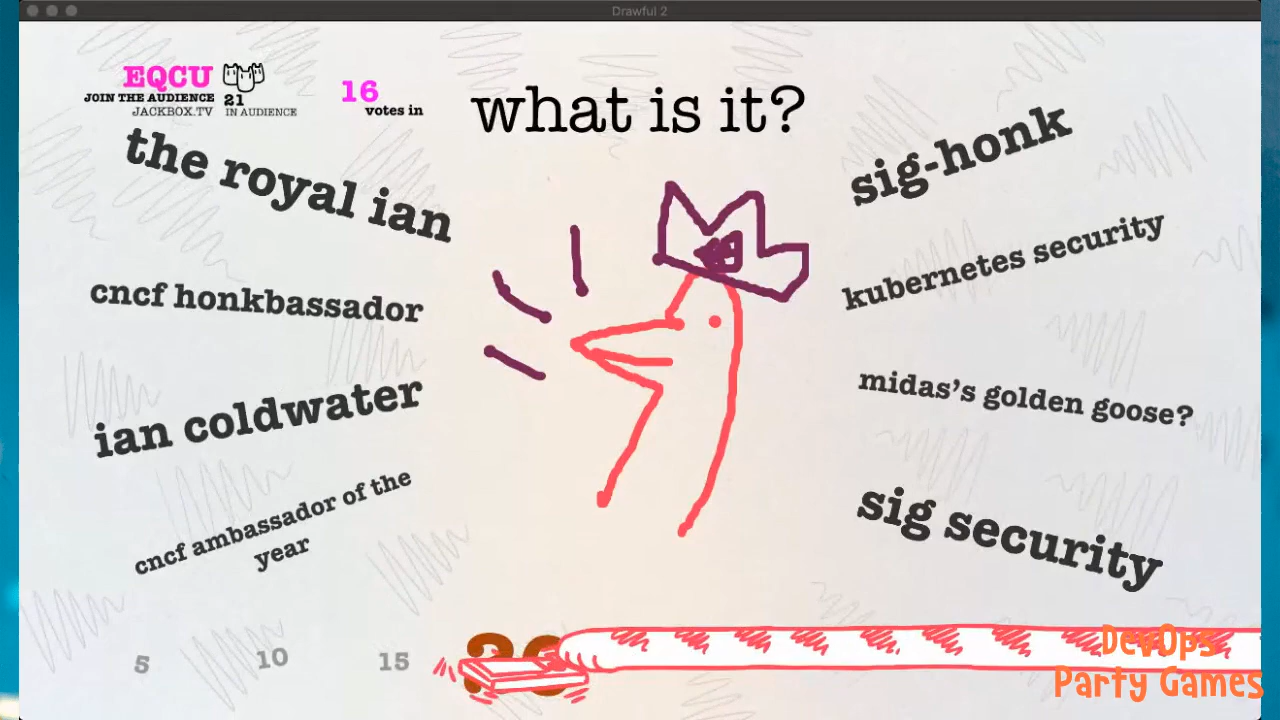 Drawful 2
EQCU
JOIN THE AUDIENCE
JACKBOX.TV
21
IN AUDIENCE
16
votes in
what is it?
the royal ian
cncf honkbassador
ian coldwater
cncf ambassador of the
year
sig-honk
kubernetes security
midas's golden goose?
sig security
5
10
15
DevOps
Party Games